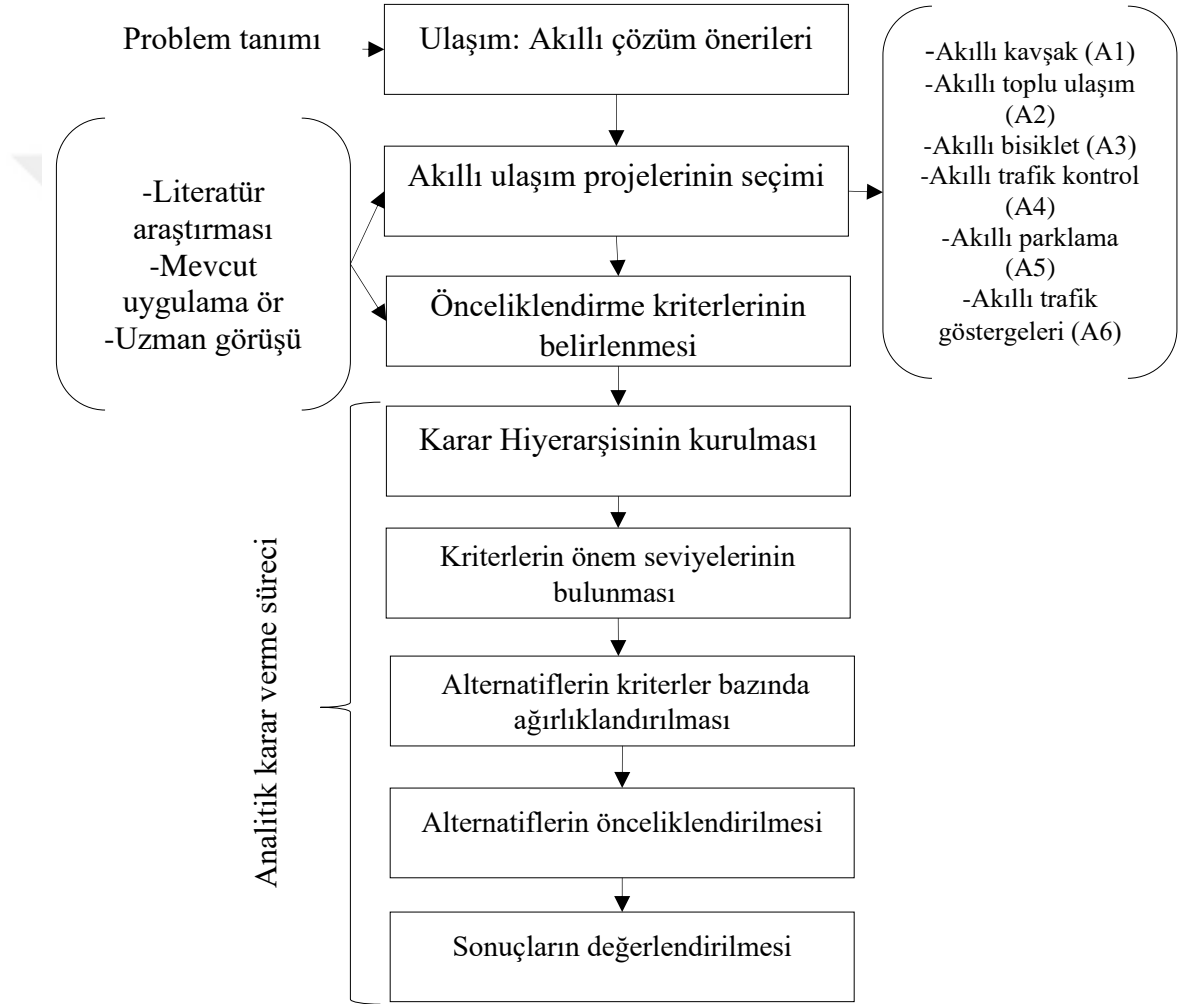 Problem tanımı
Ulaşım: Akıllı çözüm önerileri
-Akıllı kavşak (A1)
-Akıllı toplu ulaşım
(A2)
-Akıllı bisiklet (A3)
-Akıllı trafik kontrol
(A4)
-Akıllı parklama
(A5)
-Akıllı trafik
göstergeleri (A6)
-Literatür
araştırması
-Mevcut
uygulama ör
-Uzman görüşü
Akıllı ulaşım projelerinin seçimi
Önceliklendirme kriterlerinin
belirlenmesi
Analitik karar verme süreci
Karar Hiyerarşisinin kurulması
Kriterlerin önem seviyelerinin
bulunması
Alternatiflerin kriterler bazında
ağırlıklandırılması
Alternatiflerin önceliklendirilmesi
Sonuçların değerlendirilmesi